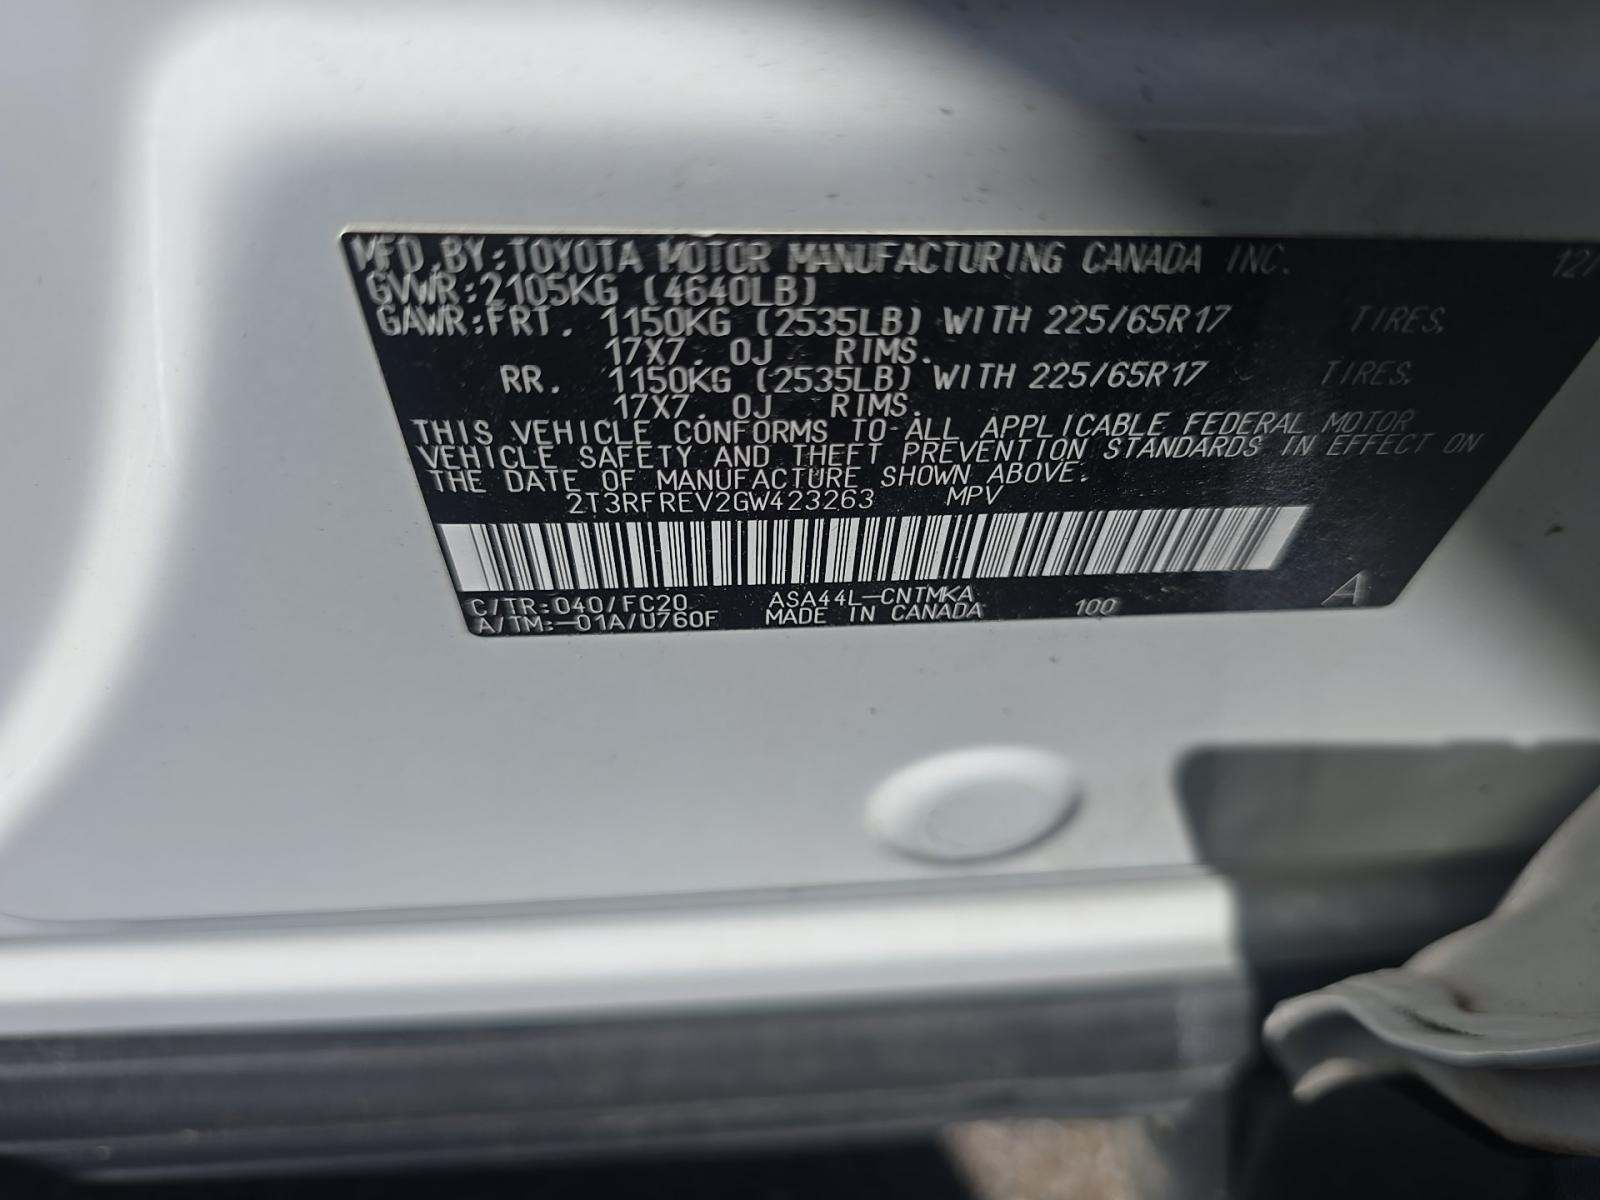 MFD. BY: TOYOTA MOTOR MANUFACTURING CANADA INC. 12/
GVWR: 2105KG (4640LB)
GAWR: FRT. 1150KG (2535LB) WITH 225/65R17 TIRES,
17X7.0J RIMS.
RR. 1150KG (2535LB) WITH 225/65R17 TIRES,
17X7.0J RIMS.
THIS VEHICLE CONFORMS TO ALL APPLICABLE FEDERAL MOTOR
VEHICLE SAFETY AND THEFT PREVENTION STANDARDS IN EFFECT ON
THE DATE OF MANUFACTURE SHOWN ABOVE.
2T3RFREV2GW423263 MPV
C/TR: 040/FC20 ASA44L-CNTMKA
A/TM: -01A/U760F MADE IN CANADA 100 A